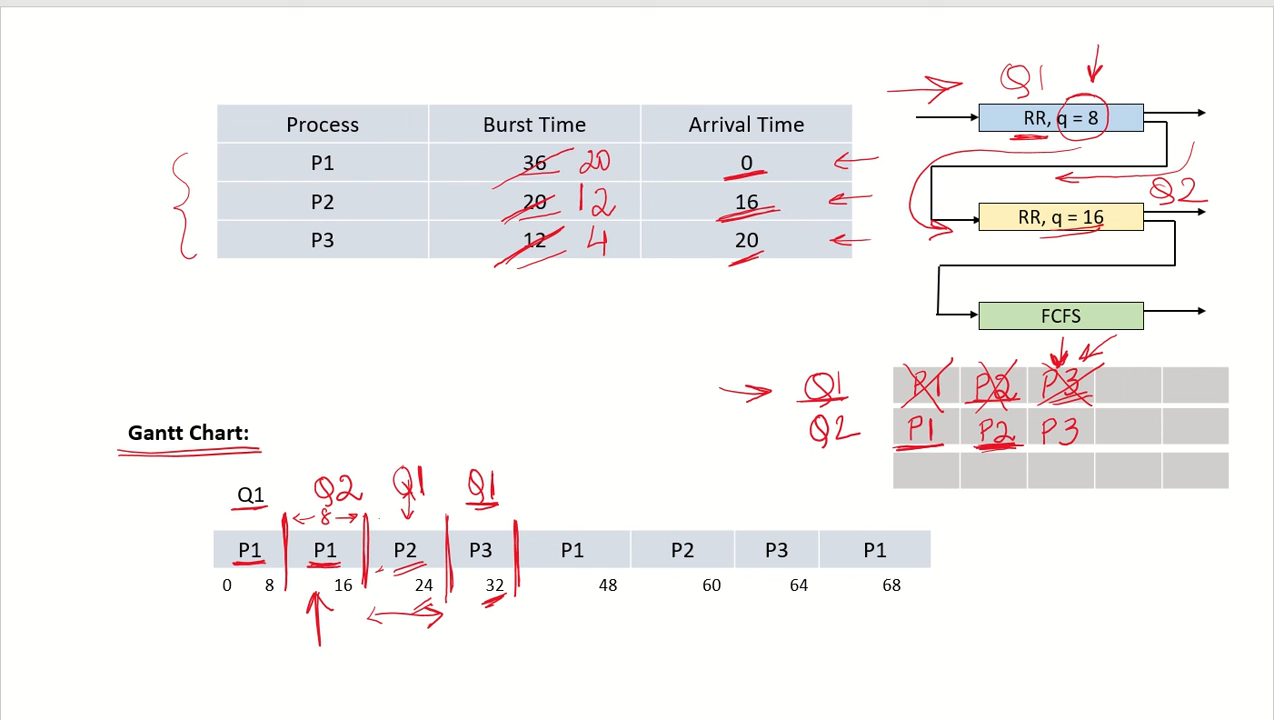 Q1
Process Burst Time Arrival Time
RR, q = 8
P1 36 20 0
P2 20 12 16
Q2
RR, q = 16
P3 12 4 20
FCFS
Q1 P1 P2 P3
Q2 P1 P2 P3
Gantt Chart:
Q1 Q2 Q1 Q1
8
P1 P1 P2 P3 P1 P2 P3 P1
0 8 16 24 32 48 60 64 68